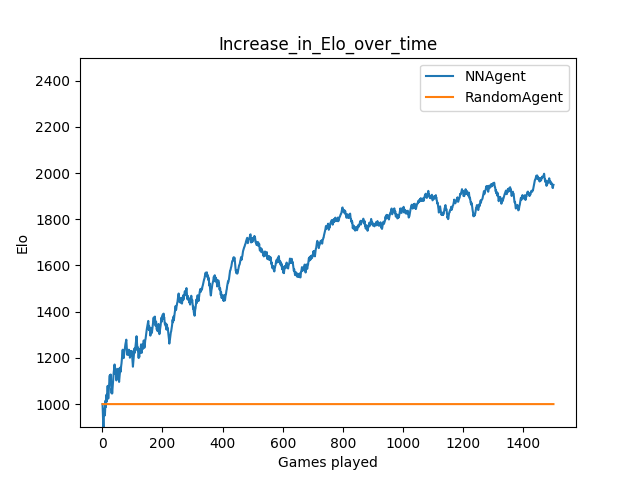 Increase_in_Elo_over_time
NNAgent
RandomAgent
2400
2200
2000
1800
1600
1400
1200
1000
Elo
0 200 400 600 800 1000 1200 1400
Games played